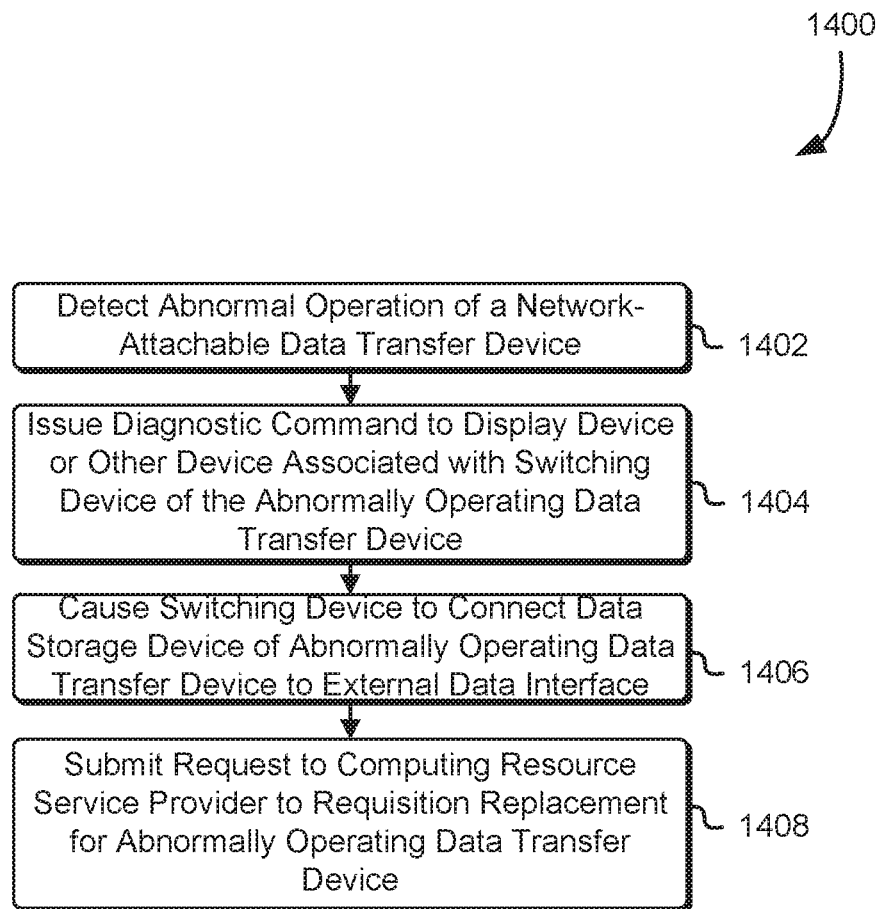 1400
Detect Abnormal Operation of a Network-
Attachable Data Transfer Device
1402
Issue Diagnostic Command to Display Device
or Other Device Associated with Switching
Device of the Abnormally Operating Data
Transfer Device
1404
Cause Switching Device to Connect Data
Storage Device of Abnormally Operating Data
Transfer Device to External Data Interface
1406
Submit Request to Computing Resource
Service Provider to Requisition Replacement
for Abnormally Operating Data Transfer
Device
1408